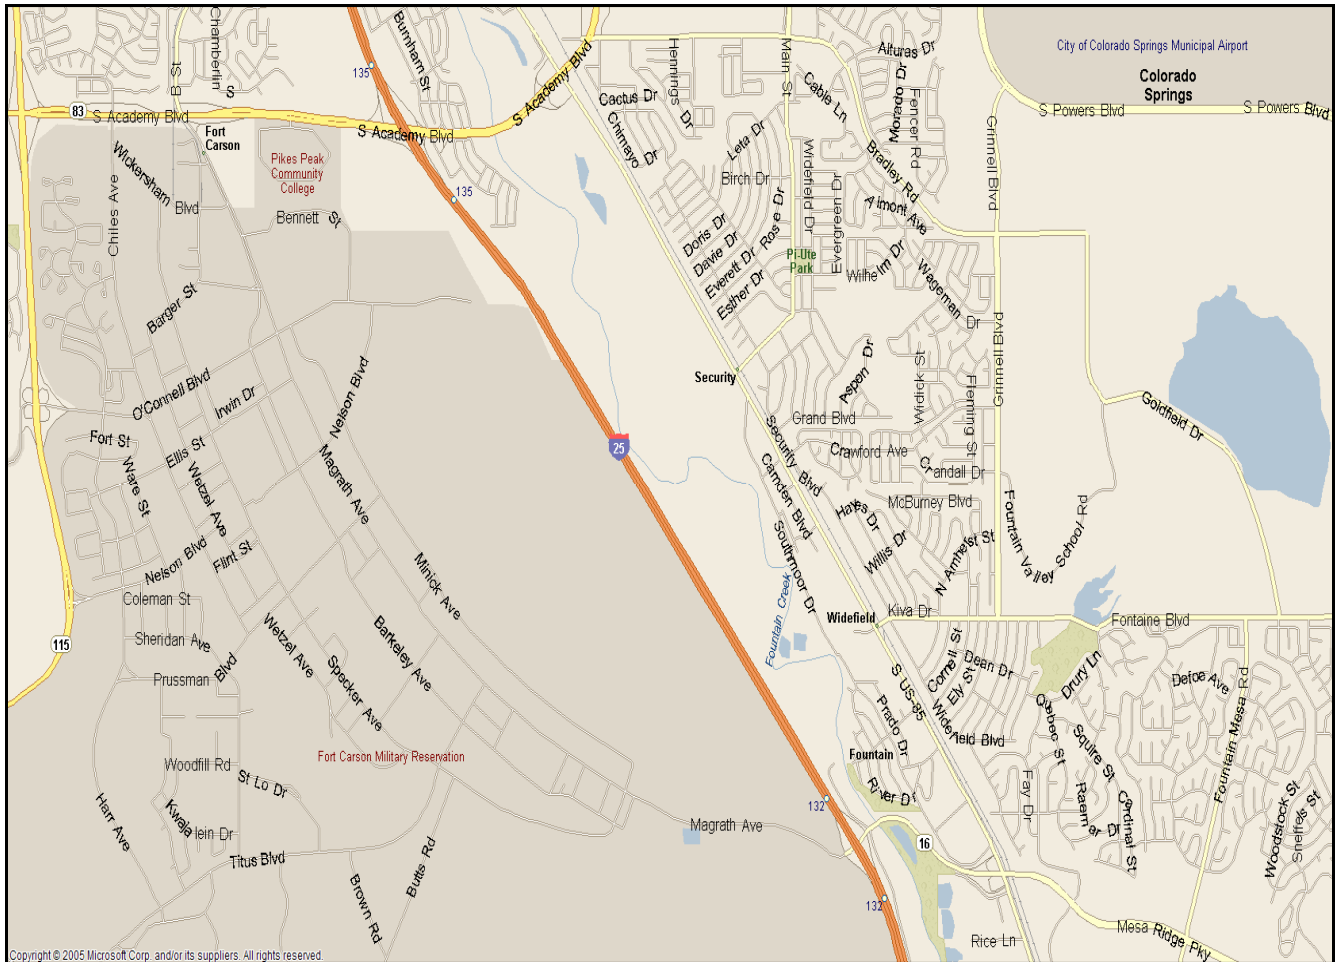 City of Colorado Springs Municipal Airport
Colorado
Springs
S Powers Blvd
S Powers Blvd
Chamberlin
S
B St
Burnham St
135
S Academy Blvd
Hennings Dr
Main St
Alturas Dr
Cable Ln
Morado Dr
Fencer Rd
Cactus Dr
83
S Academy Blvd
S Academy Blvd
Fort
Carson
Chimayo Dr
Leta Dr
Grinnell Blvd
Bradley Rd
Widefield Dr
Wickersham Blvd
Pikes Peak
Community
College
135
Birch Dr
Evergreen Dr
Almont Ave
Chiles Ave
Bennett St
Rose Dr
Doris Dr
Davie Dr
Everett Dr
Esther Dr
Pi-Ute
Park
Wilhelm Dr
Wageman Dr
Barger St
Grinnell Blvd
Nelson Blvd
Security
Aspen Dr
Widick St
Fleming St
O'Connell Blvd
Irwin Dr
Goldfield Dr
Grand Blvd
Fort St
Ellis St
25
Security Blvd
Crawford Ave
Crandall Dr
Ware St
Wetzel Ave
Magrath Ave
Camden Blvd
Hayes Dr
McBurney Blvd
Fountain Valley School Rd
Willis Dr
N Amherst St
Nelson Blvd
Flint St
Southmoor Dr
Minick Ave
Fountain Creek
Coleman St
Widefield
Kiva Dr
Fontaine Blvd
115
Sheridan Ave
Wetzel Ave
Barkeley Ave
Cornell St
Dean Dr
Drury Ln
Prussman Blvd
Specker Ave
S US-85
Ely St
Defoe Ave
Fountain Mesa Rd
Prado Dr
Widefield Blvd
Quebec St
Squire St
Fort Carson Military Reservation
Fountain
Woodfill Rd
St Lo Dr
River Dr
Fay Dr
Raemer Dr
Cardinal St
Woodstock St
Sneffels St
Harr Ave
Kwajalein Dr
132
Magrath Ave
16
Titus Blvd
Butts Rd
Brown Rd
132
Rice Ln
Mesa Ridge Pky
Copyright © 2005 Microsoft Corp. and/or its suppliers. All rights reserved.